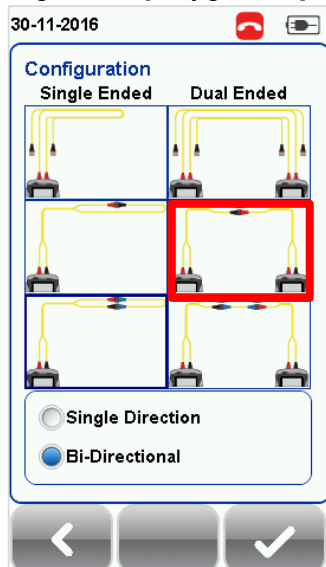 30-11-2016
Configuration
Single Ended Dual Ended
Single Direction
Bi-Directional